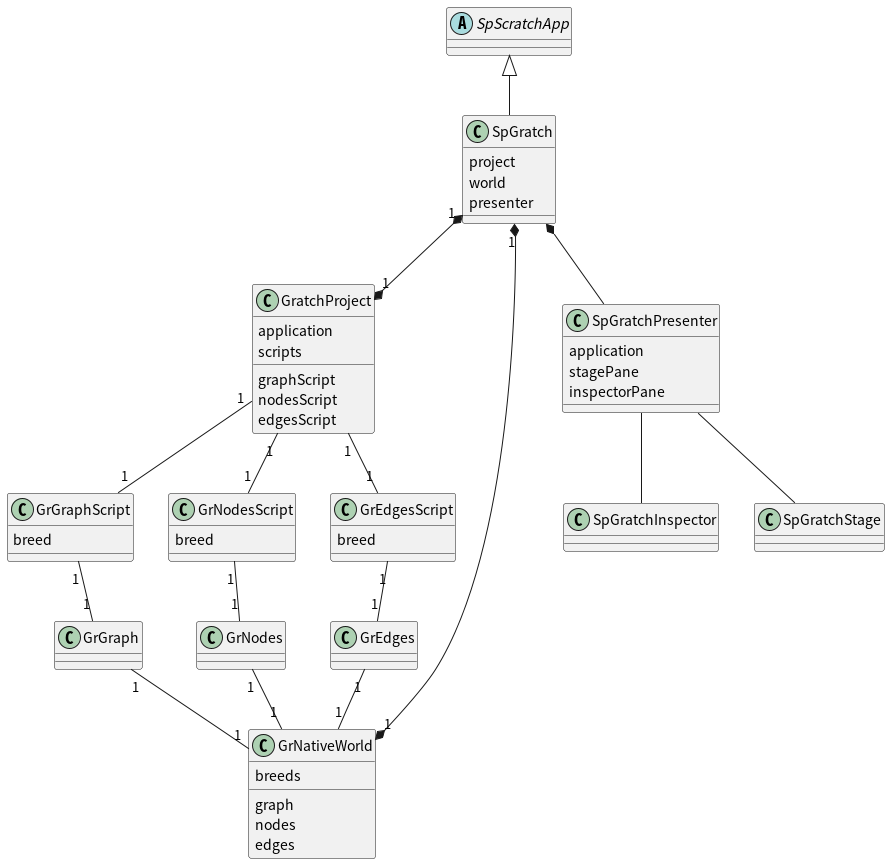 A SpScratchApp
C SpGratch
project
world
presenter
1
1
1
C GratchProject
application
scripts
graphScript
nodesScript
edgesScript
C SpGratchPresenter
application
stagePane
inspectorPane
1
1
1
1
1
1
C GrGraphScript
breed
C GrNodesScript
breed
C GrEdgesScript
breed
C SpGratchInspector
C SpGratchStage
1
1
1
1
1
1
C GrGraph
C GrNodes
C GrEdges
1
1
1
1
1
1
1
C GrNativeWorld
breeds
graph
nodes
edges